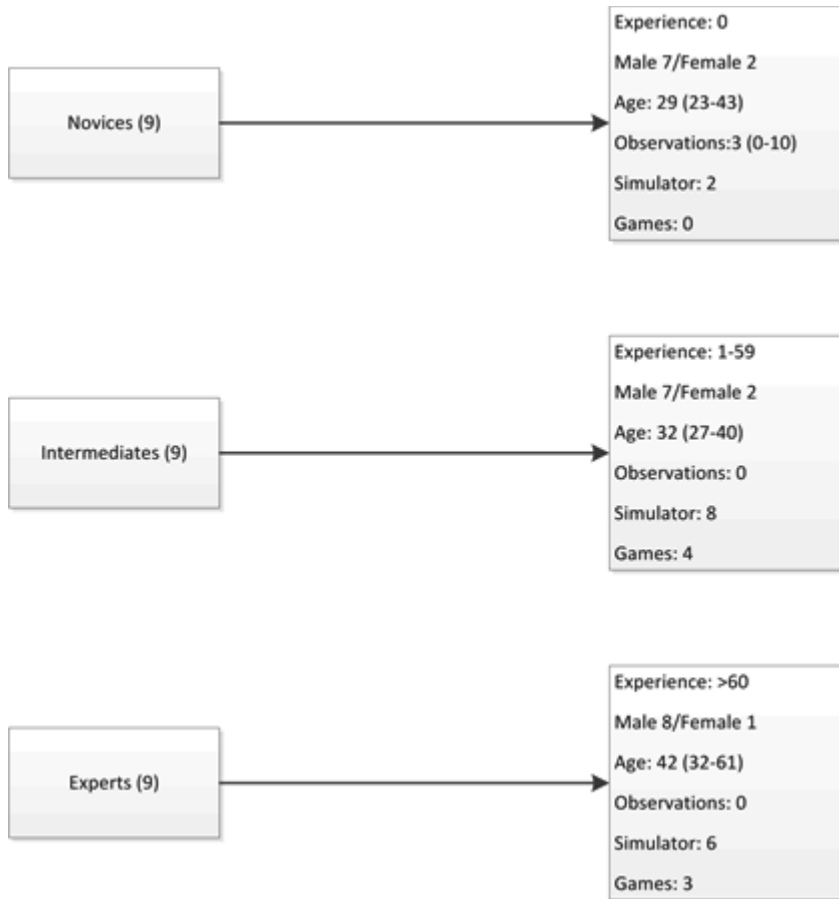 Novices (9)
Experience: 0
Male 7/Female 2
Age: 29 (23-43)
Observations:3 (0-10)
Simulator: 2
Games: 0
Intermediates (9)
Experience: 1-59
Male 7/Female 2
Age: 32 (27-40)
Observations: 0
Simulator: 8
Games: 4
Experts (9)
Experience: >60
Male 8/Female 1
Age: 42 (32-61)
Observations: 0
Simulator: 6
Games: 3